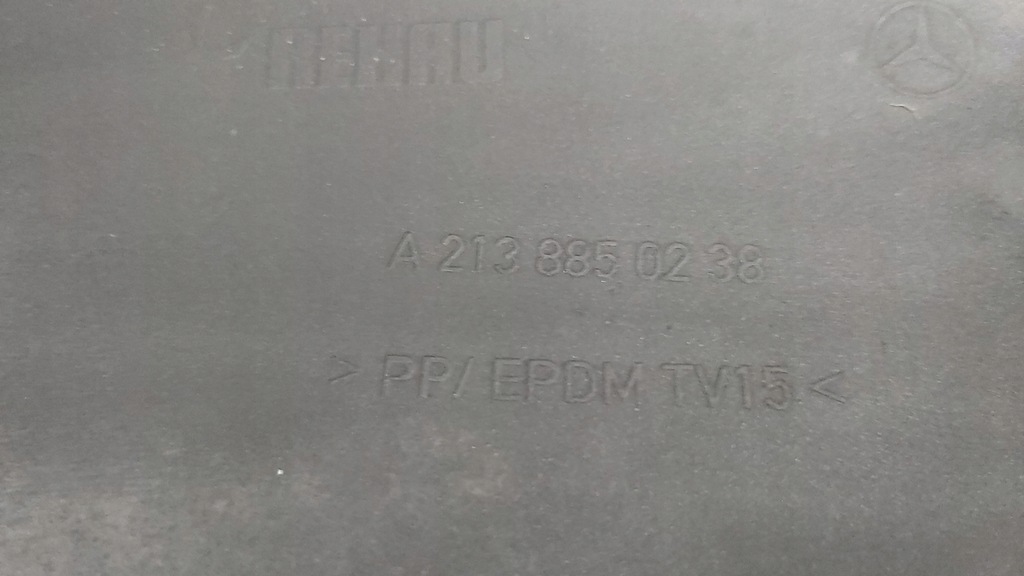 REHAU
A 213 885 02 38
> PP/ EPDM TV15 <